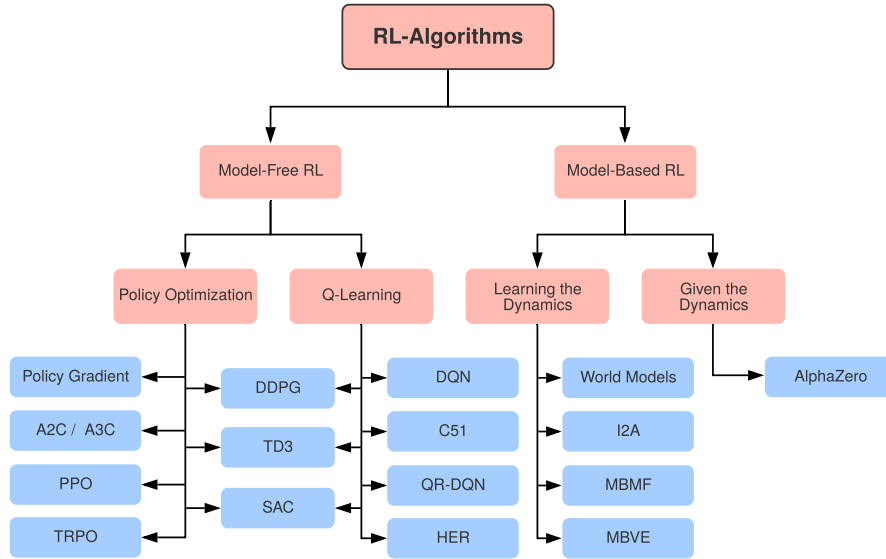 RL-Algorithms
Model-Free RL
Model-Based RL
Policy Optimization
Q-Learning
Learning the
Dynamics
Given the
Dynamics
Policy Gradient
DDPG
DQN
World Models
AlphaZero
A2C / A3C
TD3
C51
I2A
PPO
SAC
QR-DQN
MBMF
TRPO
HER
MBVE